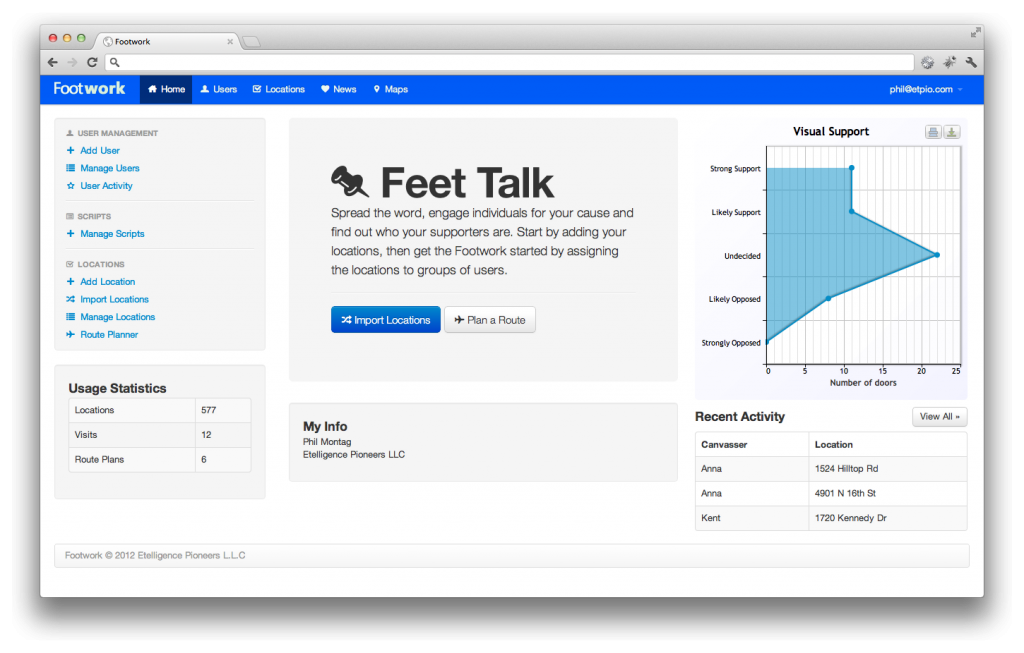 Footwork
Footwork
Home
Users
Locations
News
Maps
phil@etpio.com
USER MANAGEMENT
Add User
Manage Users
User Activity
SCRIPTS
Manage Scripts
LOCATIONS
Add Location
Import Locations
Manage Locations
Route Planner
Usage Statistics
Locations 577
Visits 12
Route Plans 6
Feet Talk
Spread the word, engage individuals for your cause and
find out who your supporters are. Start by adding your
locations, then get the Footwork started by assigning
the locations to groups of users.
Import Locations
Plan a Route
My Info
Phil Montag
Etelligence Pioneers LLC
Visual Support
Strong Support
Likely Support
Undecided
Likely Opposed
Strongly Opposed
0 5 10 15 20 25
Number of doors
Recent Activity
View All »
Canvasser Location
Anna 1524 Hilltop Rd
Anna 4901 N 16th St
Kent 1720 Kennedy Dr
Footwork © 2012 Etelligence Pioneers L.L.C